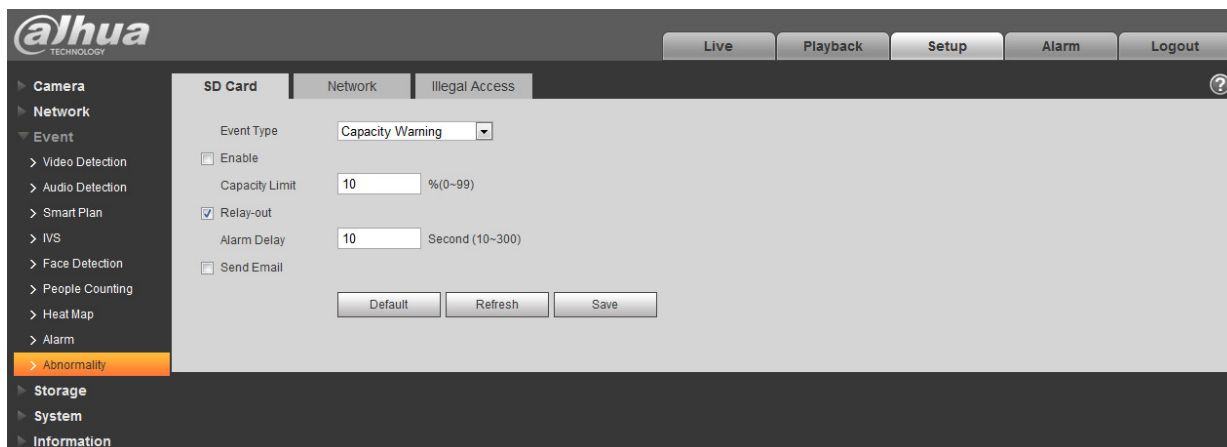 alhua
TECHNOLOGY
Live Playback Setup Alarm Logout
Camera
Network
Event
> Video Detection
> Audio Detection
> Smart Plan
> IVS
> Face Detection
> People Counting
> Heat Map
> Alarm
> Abnormality
Storage
System
Information
SD Card Network Illegal Access
?
Event Type Capacity Warning
Enable
Capacity Limit 10 %(0~99)
Relay-out
Alarm Delay 10 Second (10~300)
Send Email
Default Refresh Save